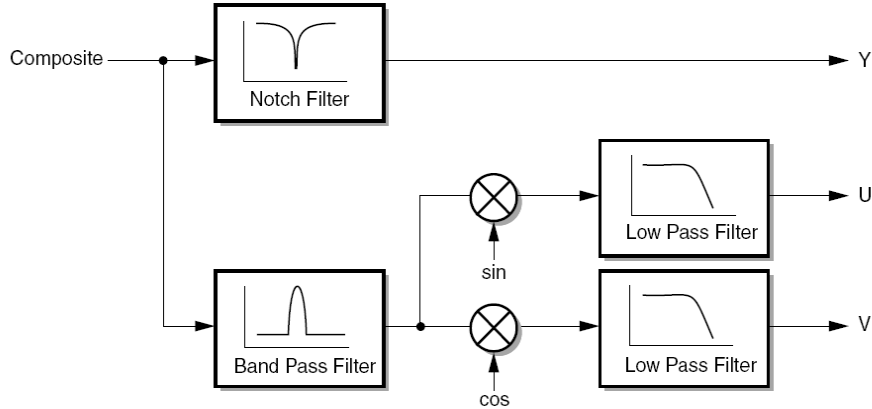 Composite
Notch Filter
Y
sin
Low Pass Filter
U
Band Pass Filter
cos
Low Pass Filter
V